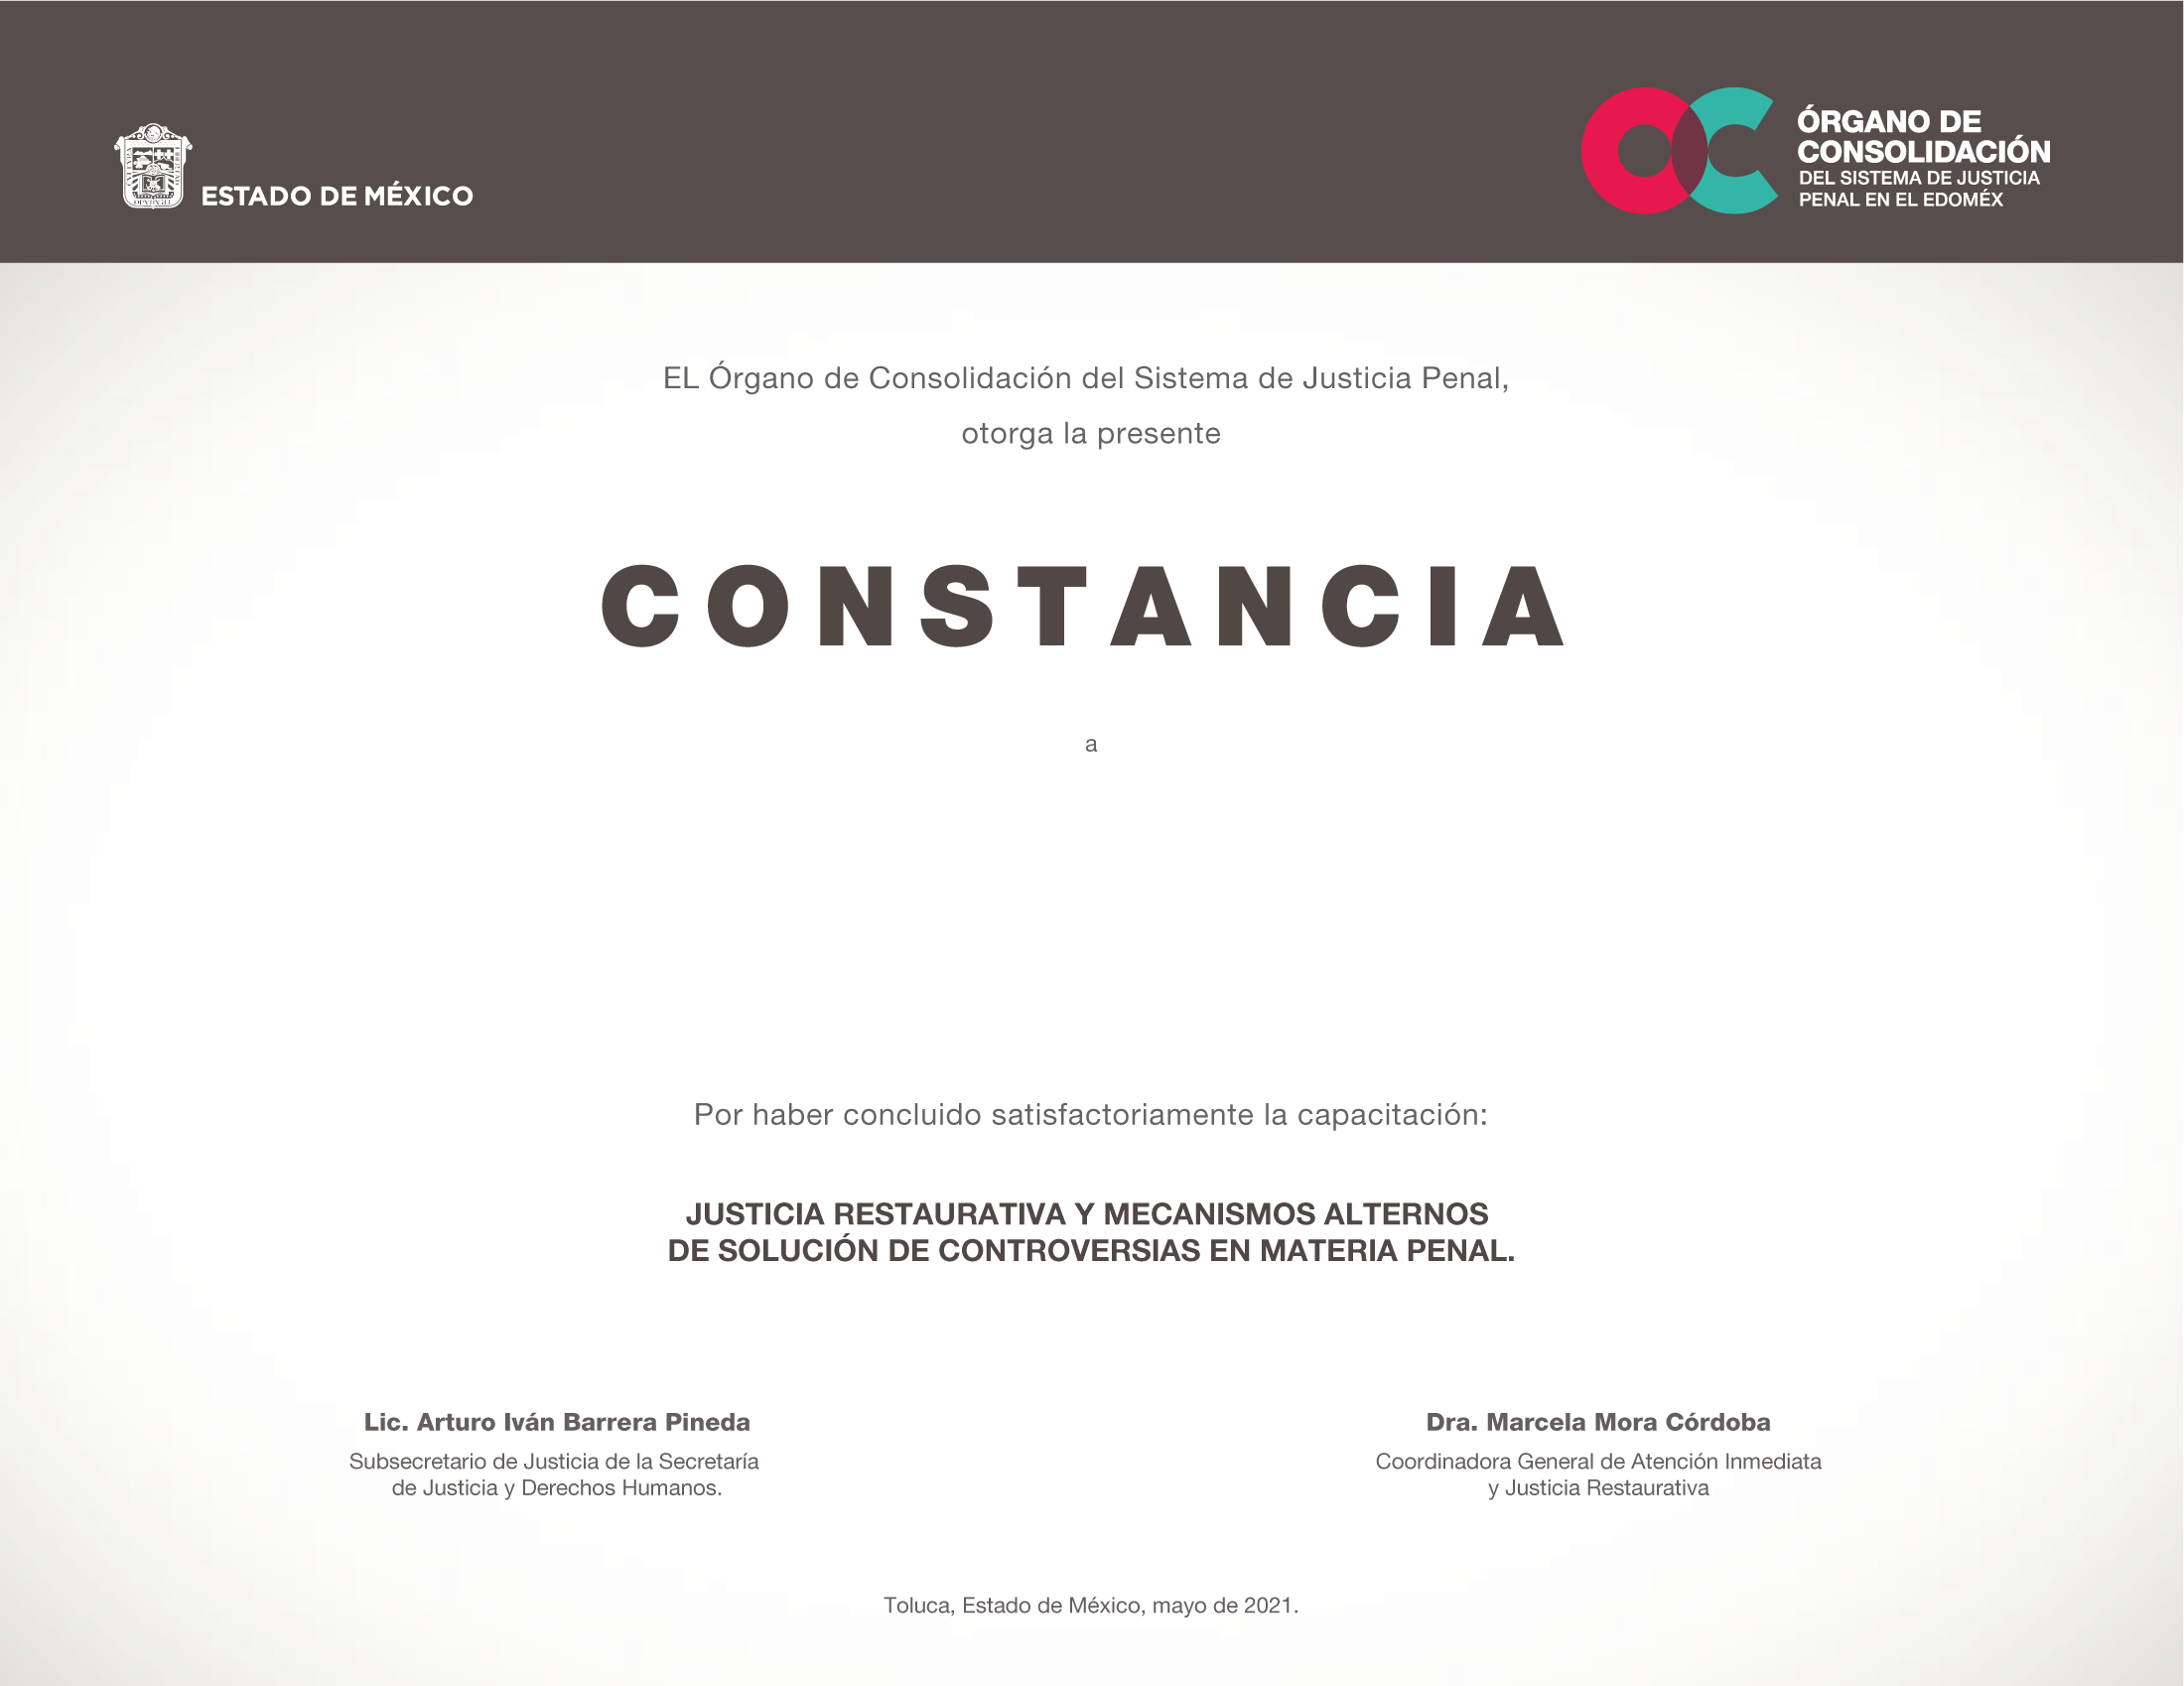 ESTADO DE MÉXICO
ÓRGANO DE
CONSOLIDACIÓN
DEL SISTEMA DE JUSTICIA
PENAL EN EL EDOMÉX
EL Órgano de Consolidación del Sistema de Justicia Penal,
otorga la presente
CONSTANCIA
a
Por haber concluido satisfactoriamente la capacitación:
JUSTICIA RESTAURATIVA Y MECANISMOS ALTERNOS
DE SOLUCIÓN DE CONTROVERSIAS EN MATERIA PENAL.
Lic. Arturo Iván Barrera Pineda
Subsecretario de Justicia de la Secretaría
de Justicia y Derechos Humanos.
Dra. Marcela Mora Córdoba
Coordinadora General de Atención Inmediata
y Justicia Restaurativa
Toluca, Estado de México, mayo de 2021.